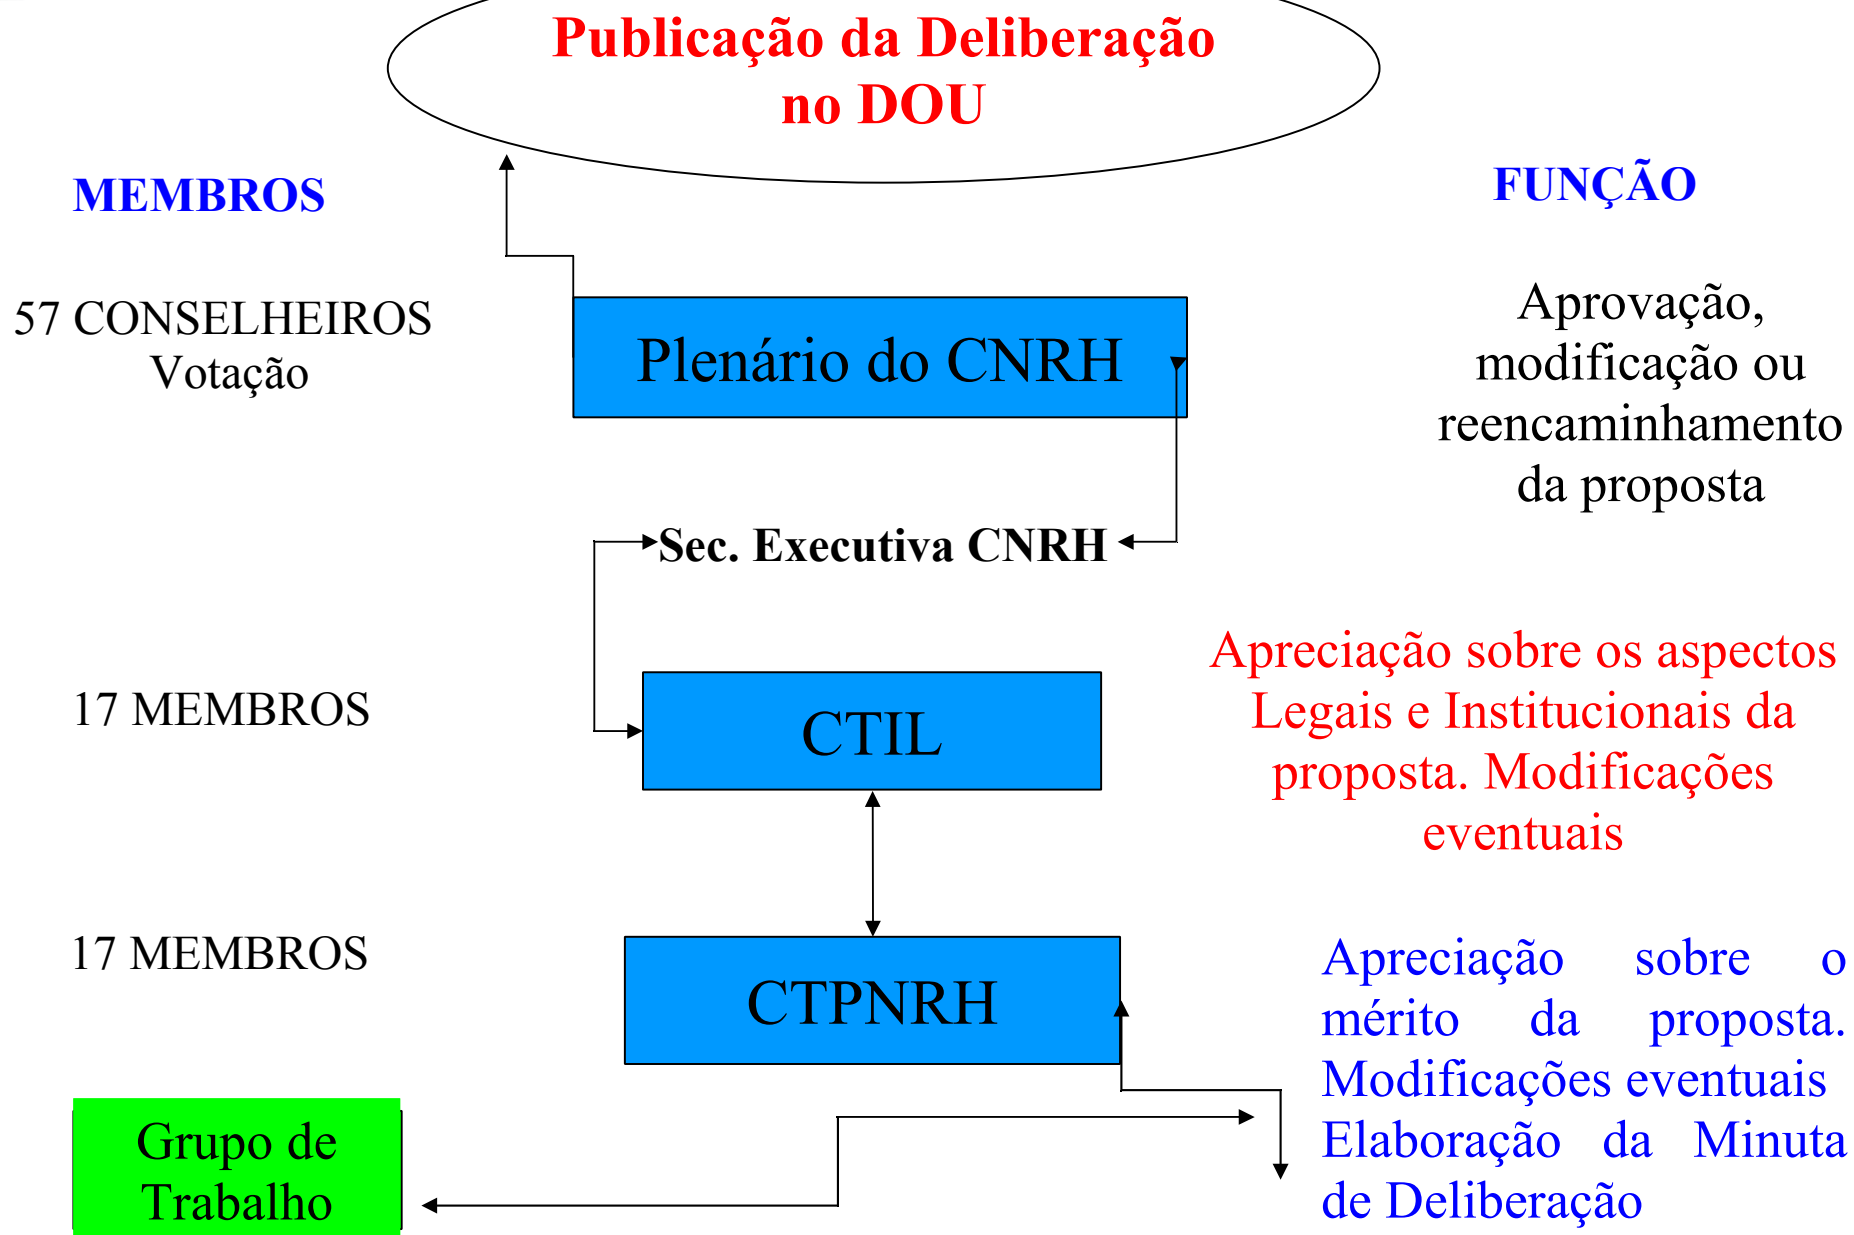 Publicação da Deliberação
no DOU
MEMBROS
FUNÇÃO
57 CONSELHEIROS
Votação
Plenário do CNRH
Aprovação,
modificação ou
reencaminhamento
da proposta
Sec. Executiva CNRH
17 MEMBROS
CTIL
Apreciação sobre os aspectos
Legais e Institucionais da
proposta. Modificações
eventuais
17 MEMBROS
CTPNRH
Apreciação sobre o
mérito da proposta.
Modificações eventuais
Elaboração da Minuta
de Deliberação
Grupo de
Trabalho